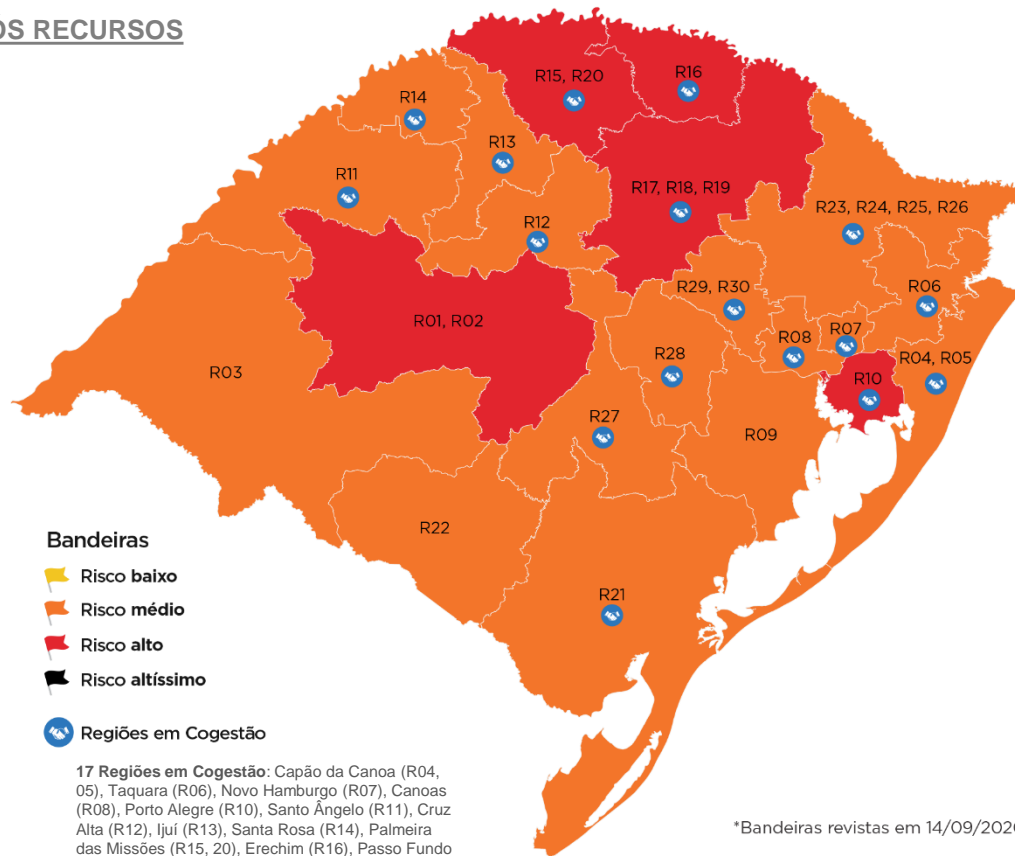 OS RECURSOS
R15, R20
R16
R14
R13
R11
R17, R18, R19
R12
R23, R24, R25, R26
R29, R30
R06
R01, R02
R08
R07
R03
R28
R04, R05
R10
R27
R09
R22
R21
Bandeiras
Risco baixo
Risco médio
Risco alto
Risco altíssimo
Regiões em Cogestão
17 Regiões em Cogestão: Capão da Canoa (R04,
05), Taquara (R06), Novo Hamburgo (R07), Canoas
(R08), Porto Alegre (R10), Santo Ângelo (R11), Cruz
Alta (R12), Ijuí (R13), Santa Rosa (R14), Palmeira
das Missões (R15, 20), Erechim (R16), Passo Fundo
*Bandeiras revistas em 14/09/2020